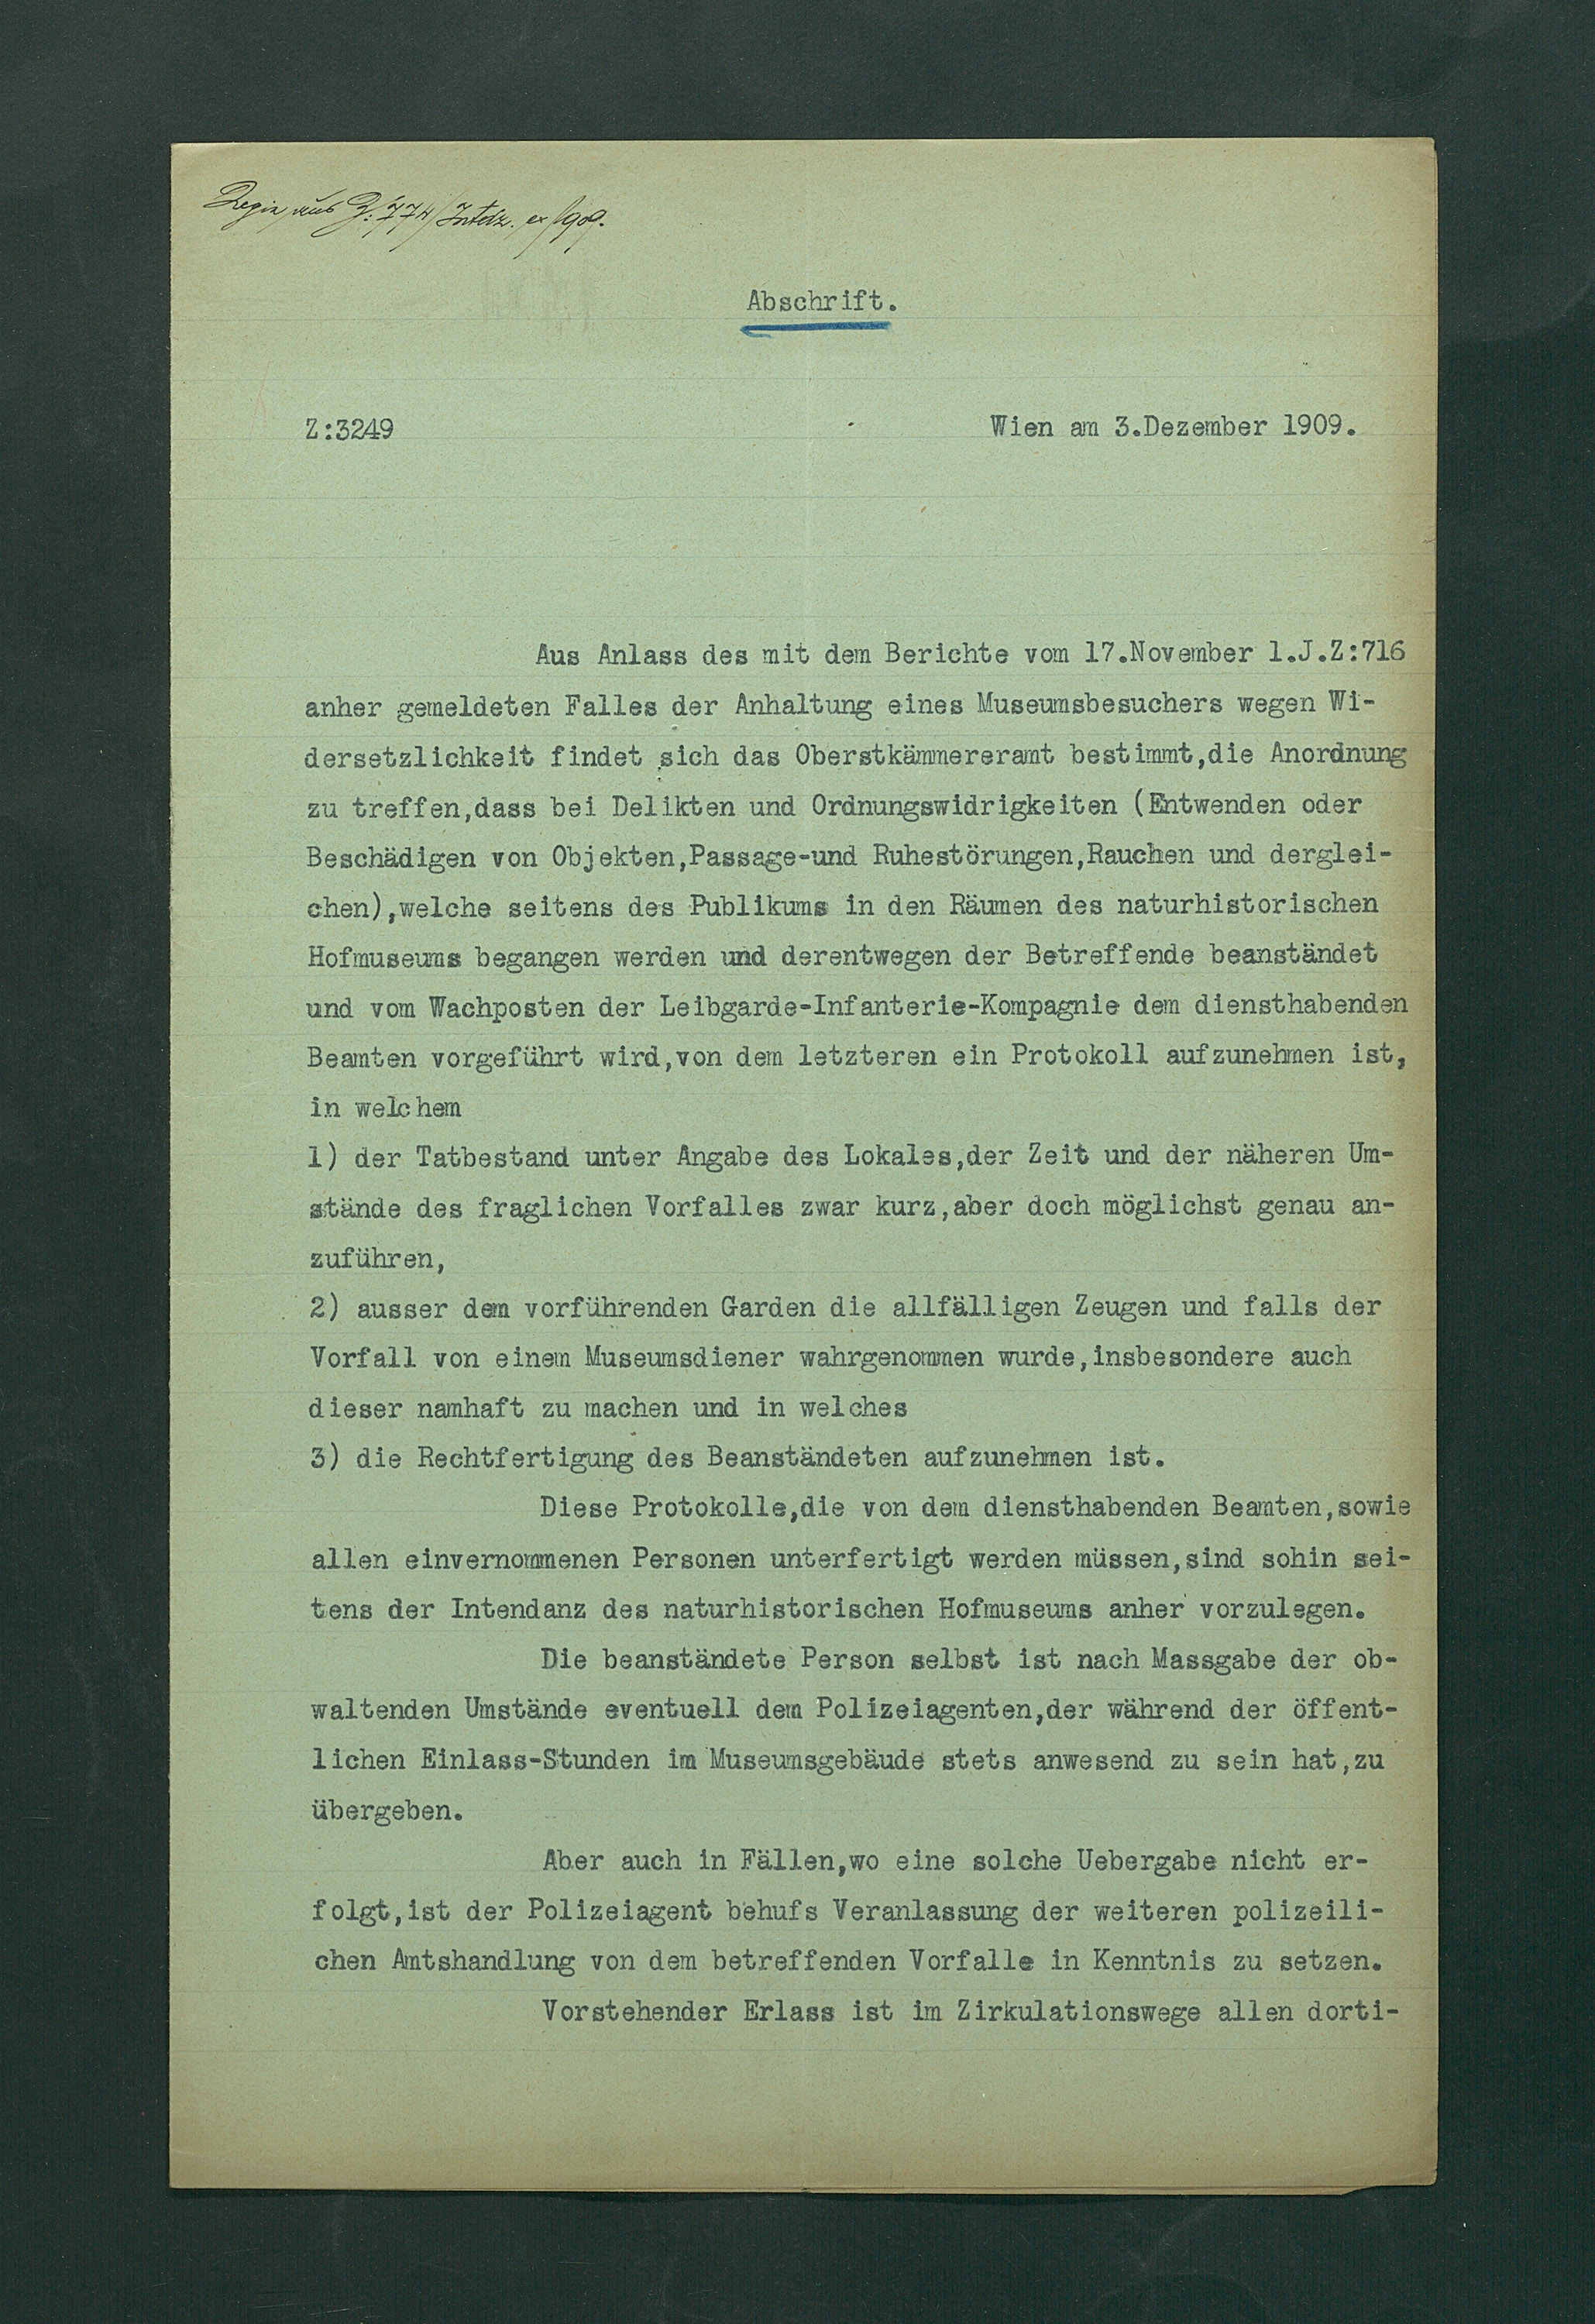 aus Z: 774/Intdz. ex 1909.
Abschrift.
Z:3249
Wien am 3.Dezember 1909.
Aus Anlass des mit dem Berichte vom 17.November l.J.Z:716
anher gemeldeten Falles der Anhaltung eines Museumsbesuchers wegen Wi-
dersetzlichkeit findet sich das Oberstkämmereramt bestimmt,die Anordnung
zu treffen,dass bei Delikten und Ordnungswidrigkeiten (Entwenden oder
Beschädigen von Objekten,Passage-und Ruhestörungen,Rauchen und derglei-
chen),welche seitens des Publikums in den Räumen des naturhistorischen
Hofmuseums begangen werden und derentwegen der Betreffende beanständet
und vom Wachposten der Leibgarde-Infanterie-Kompagnie dem diensthabenden
Beamten vorgeführt wird,von dem letzteren ein Protokoll aufzunehmen ist,
in welchem
1) der Tatbestand unter Angabe des Lokales,der Zeit und der näheren Um-
stände des fraglichen Vorfalles zwar kurz,aber doch möglichst genau an-
zuführen,
2) ausser dem vorführenden Garden die allfälligen Zeugen und falls der
Vorfall von einem Museumsdiener wahrgenommen wurde,insbesondere auch
dieser namhaft zu machen und in welches
3) die Rechtfertigung des Beanständeten aufzunehmen ist.
Diese Protokolle,die von dem diensthabenden Beamten,sowie
allen einvernommenen Personen unterfertigt werden müssen,sind sohin sei-
tens der Intendanz des naturhistorischen Hofmuseums anher vorzulegen.
Die beanständete Person selbst ist nach Massgabe der ob-
waltenden Umstände eventuell dem Polizeiagenten,der während der öffent-
lichen Einlass-Stunden im Museumsgebäude stets anwesend zu sein hat,zu
übergeben.
Aber auch in Fällen,wo eine solche Uebergabe nicht er-
folgt,ist der Polizeiagent behufs Veranlassung der weiteren polizeili-
chen Amtshandlung von dem betreffenden Vorfalle in Kenntnis zu setzen.
Vorstehender Erlass ist im Zirkulationswege allen dorti-